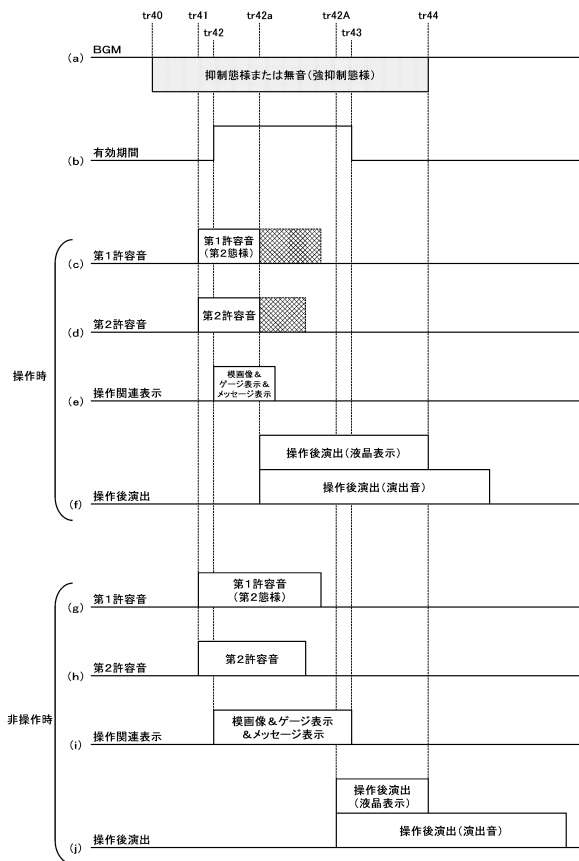 tr40 tr41 tr42a tr42A tr44
tr42 tr43
(a) BGM
抑制態様または無音(強抑制態様)
(b) 有効期間
操作時
(c) 第1許容音
第1許容音
(第2態様)
(d) 第2許容音
第2許容音
(e) 操作関連表示
模画像&
ゲージ表示&
メッセージ表示
(f) 操作後演出
操作後演出(液晶表示)
操作後演出(演出音)
非操作時
(g) 第1許容音
第1許容音
(第2態様)
(h) 第2許容音
第2許容音
(i) 操作関連表示
模画像&ゲージ表示
&メッセージ表示
(j) 操作後演出
操作後演出
(液晶表示)
操作後演出(演出音)